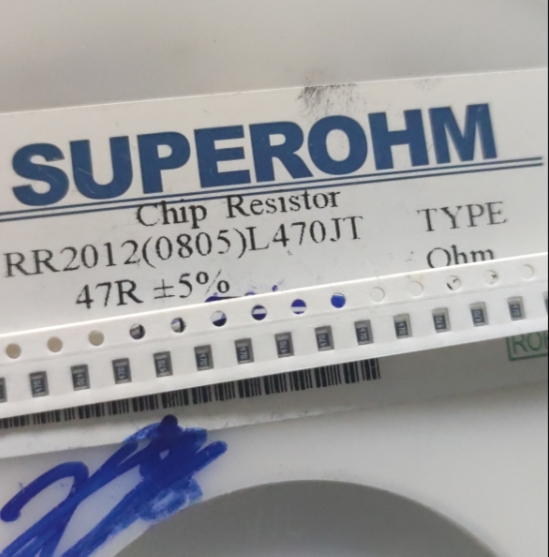 SUPEROHM
Chip Resistor
RR2012(0805)L470JT TYPE
47R ±5% Ohm